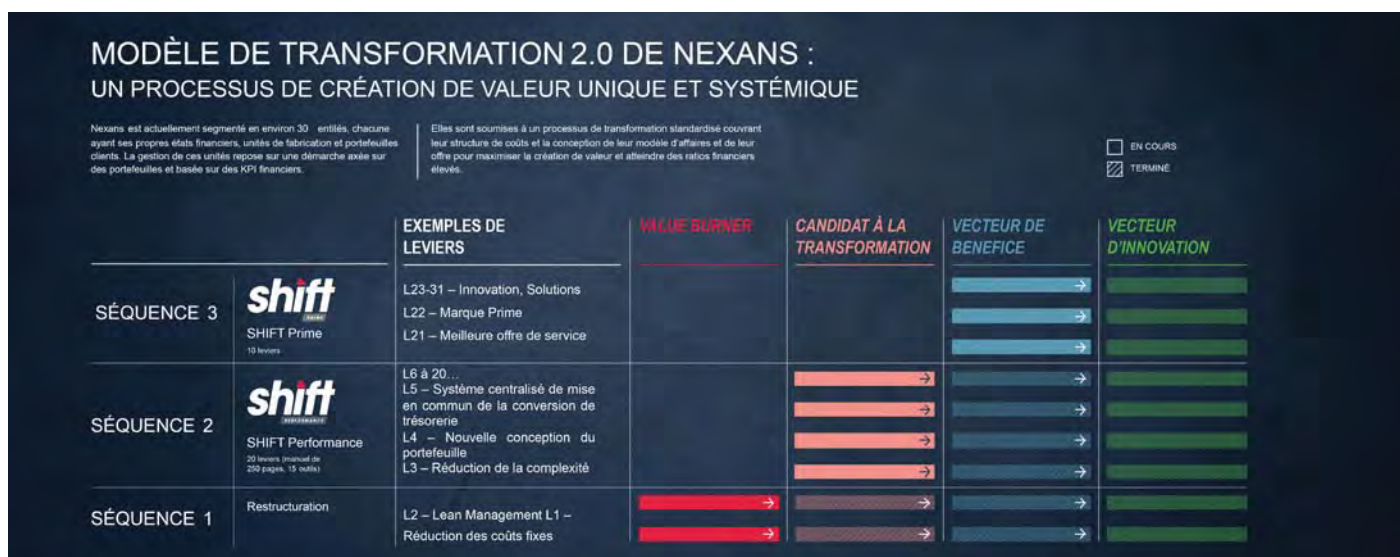 MODÈLE DE TRANSFORMATION 2.0 DE NEXANS :
UN PROCESSUS DE CRÉATION DE VALEUR UNIQUE ET SYSTÉMIQUE
Nexans est actuellement segmenté en environ 30 entités, chacune
ayant ses propres états financiers, unités de fabrication et portefeuilles
clients. La gestion de ces unités repose sur une démarche axée sur
des portefeuilles et basée sur des KPI financiers.
Elles sont soumises à un processus de transformation standardisé couvrant
leur structure de coûts et la conception de leur modèle d'affaires et de leur
offre pour maximiser la création de valeur et atteindre des ratios financiers
élevés.
EN COURS
TERMINÉ
EXEMPLES DE
LEVIERS
VALUE BURNER
CANDIDAT À LA
TRANSFORMATION
VECTEUR DE
BENEFICE
VECTEUR
D'INNOVATION
SÉQUENCE 3
shift
PRIME
SHIFT Prime
10 leviers
L23-31 – Innovation, Solutions
L22 – Marque Prime
L21 – Meilleure offre de service
SÉQUENCE 2
shift
PERFORMANCE
SHIFT Performance
20 leviers (manuel de
250 pages, 15 outils)
L6 à 20…
L5 – Système centralisé de mise
en commun de la conversion de
trésorerie
L4 – Nouvelle conception du
portefeuille
L3 – Réduction de la complexité
SÉQUENCE 1
Restructuration
L2 – Lean Management L1 –
Réduction des coûts fixes